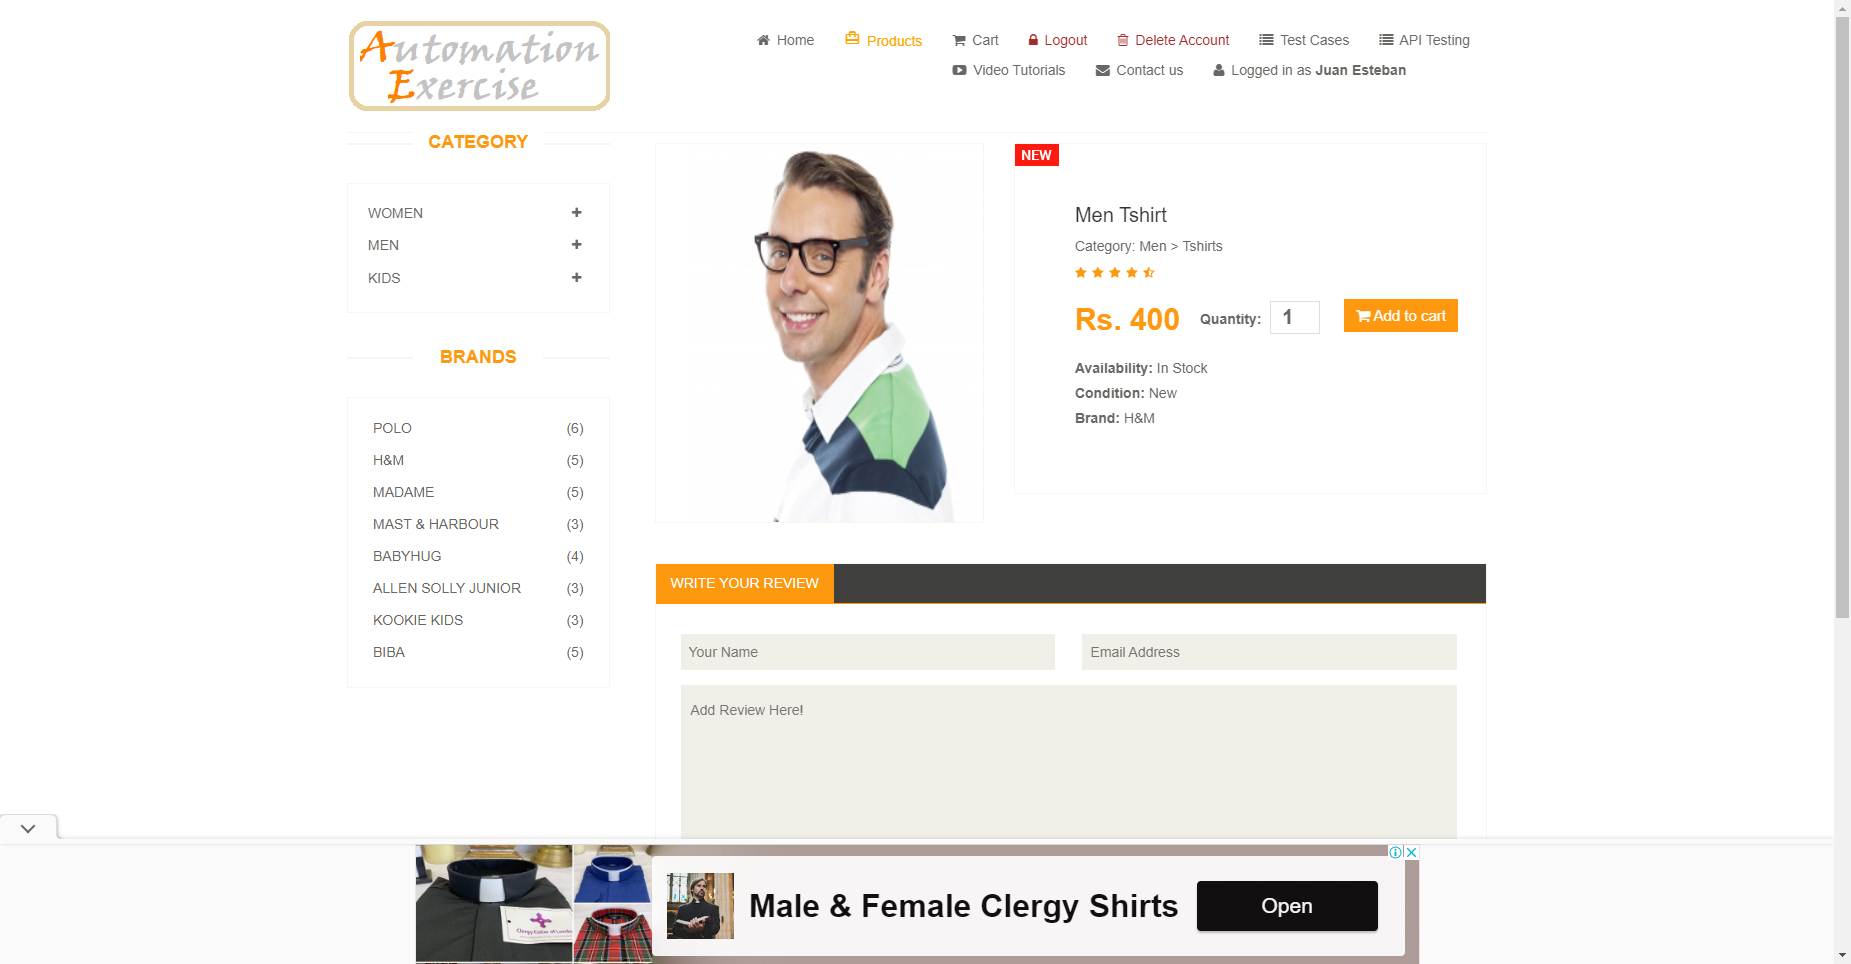 Automation
Exercise
Home
Products
Cart
Logout
Delete Account
Test Cases
API Testing
Video Tutorials
Contact us
Logged in as Juan Esteban
CATEGORY
WOMEN
MEN
KIDS
BRANDS
POLO (6)
H&M (5)
MADAME (5)
MAST & HARBOUR (3)
BABYHUG (4)
ALLEN SOLLY JUNIOR (3)
KOOKIE KIDS (3)
BIBA (5)
NEW
Men Tshirt
Category: Men > Tshirts
Rs. 400
Quantity: 1
Add to cart
Availability: In Stock
Condition: New
Brand: H&M
WRITE YOUR REVIEW
Your Name
Email Address
Add Review Here!
Male & Female Clergy Shirts
Open